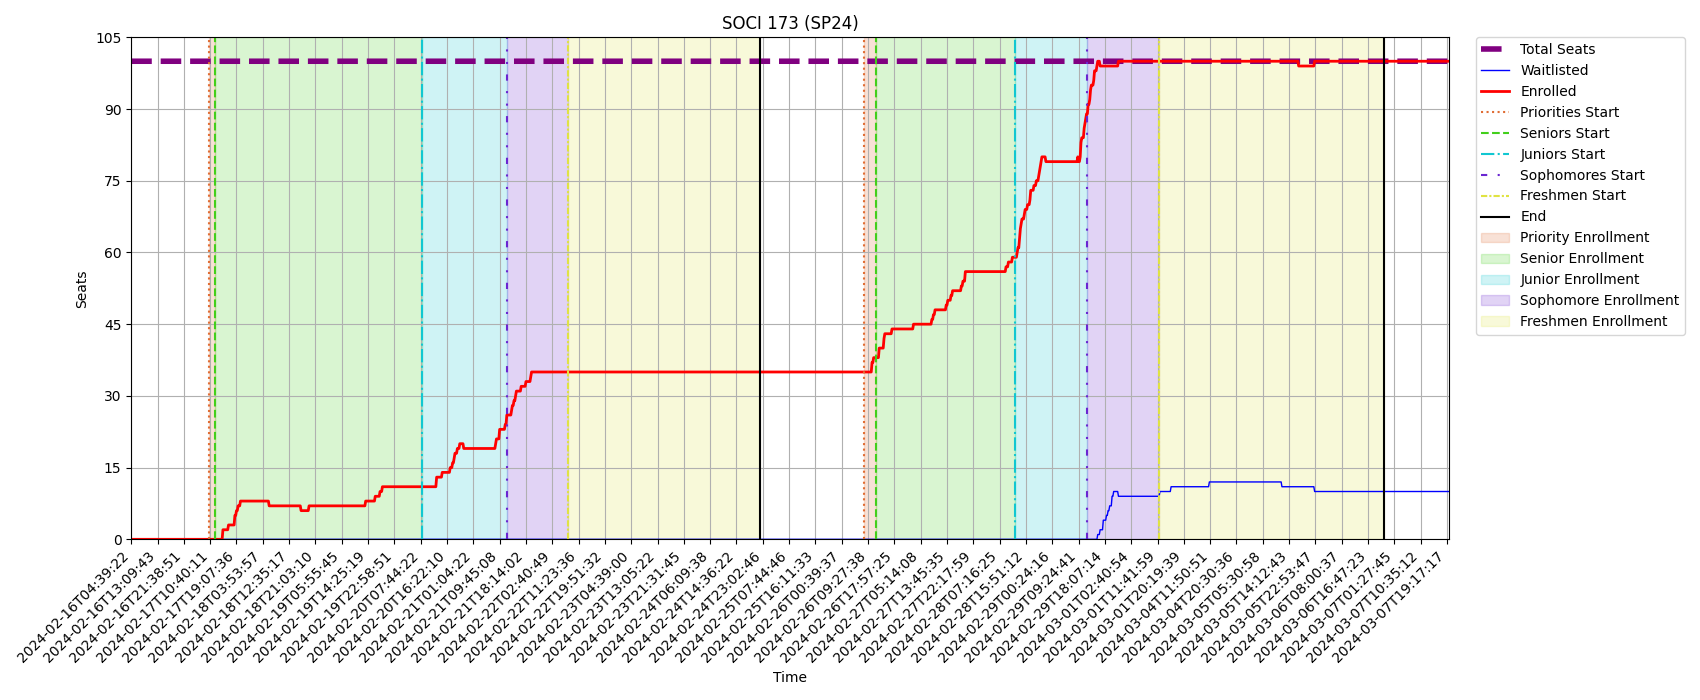 SOCI 173 (SP24)
105
90
75
60
45
30
15
0
Seats
2024-02-16T04:39:22
2024-02-16T13:09:43
2024-02-16T21:38:51
2024-02-17T10:40:11
2024-02-17T19:07:36
2024-02-18T03:53:57
2024-02-18T12:35:17
2024-02-18T21:03:10
2024-02-19T05:55:45
2024-02-19T14:25:19
2024-02-19T22:58:51
2024-02-20T07:44:22
2024-02-20T16:22:10
2024-02-21T01:04:22
2024-02-21T09:45:08
2024-02-21T18:14:02
2024-02-22T02:40:49
2024-02-22T11:23:36
2024-02-22T19:51:32
2024-02-23T04:39:00
2024-02-23T13:05:22
2024-02-23T21:31:45
2024-02-24T06:09:38
2024-02-24T14:36:22
2024-02-24T23:02:46
2024-02-25T07:44:46
2024-02-25T16:11:33
2024-02-26T00:39:37
2024-02-26T09:27:38
2024-02-26T17:57:25
2024-02-27T05:14:08
2024-02-27T13:45:35
2024-02-27T22:17:59
2024-02-28T07:16:25
2024-02-28T15:51:12
2024-02-29T00:24:16
2024-02-29T09:24:41
2024-02-29T18:07:14
2024-03-01T02:40:54
2024-03-01T11:41:59
2024-03-01T20:19:39
2024-03-04T11:50:51
2024-03-04T20:30:36
2024-03-05T05:30:58
2024-03-05T14:12:43
2024-03-05T22:53:47
2024-03-06T08:00:37
2024-03-06T16:47:23
2024-03-07T01:27:45
2024-03-07T10:35:12
2024-03-07T19:17:17
Time
Total Seats
Waitlisted
Enrolled
Priorities Start
Seniors Start
Juniors Start
Sophomores Start
Freshmen Start
End
Priority Enrollment
Senior Enrollment
Junior Enrollment
Sophomore Enrollment
Freshmen Enrollment